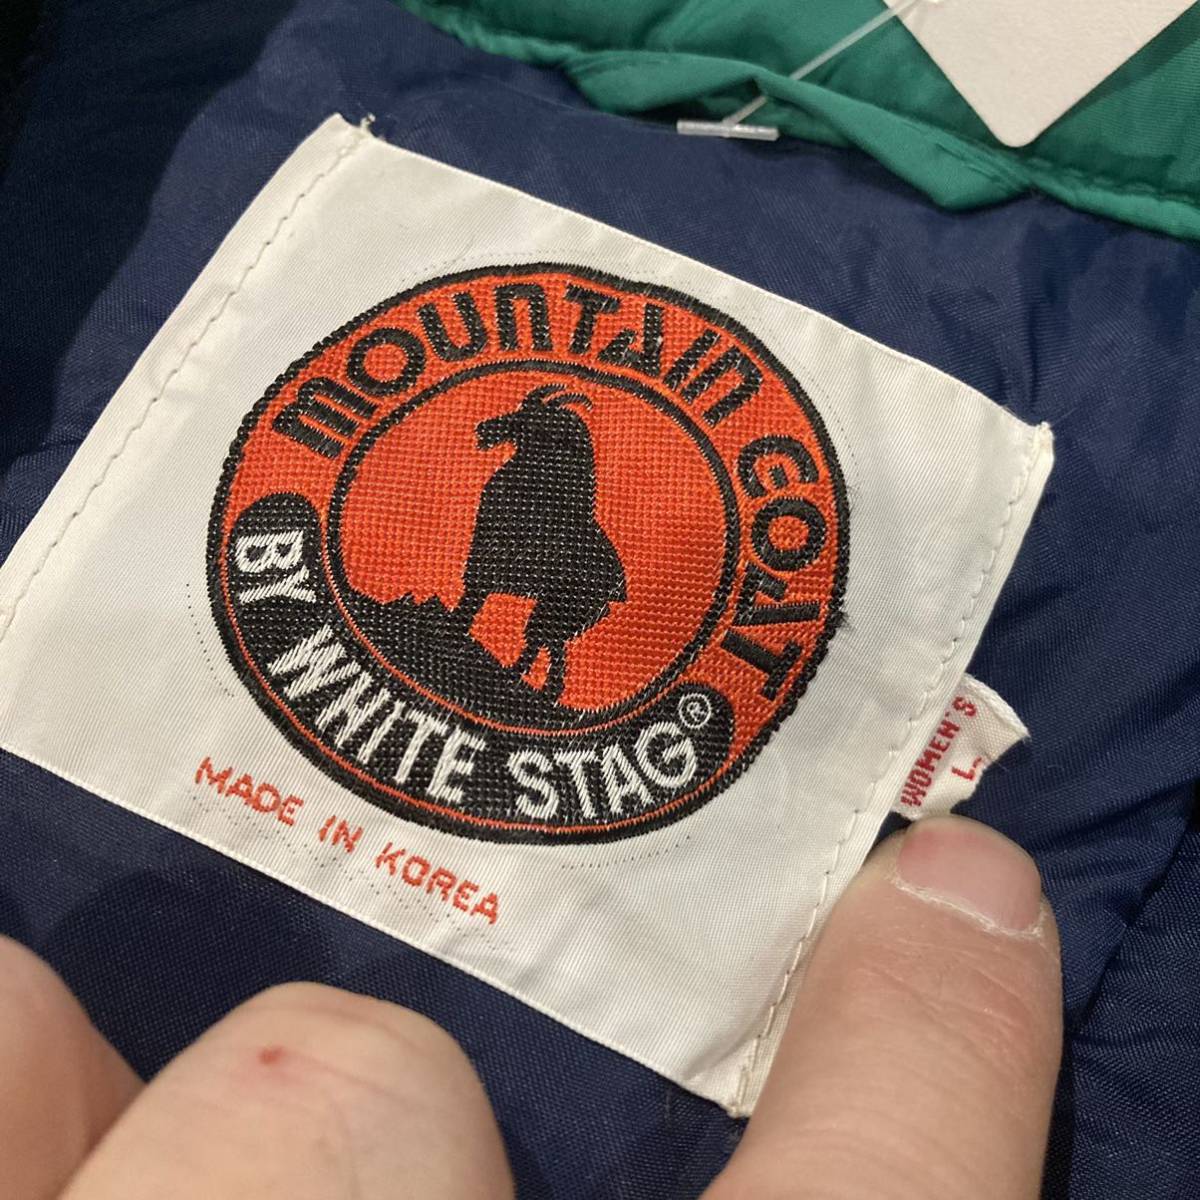 MOUNTAIN GOAT
BY WHITE STAG®
MADE IN KOREA
WOMEN'S
L